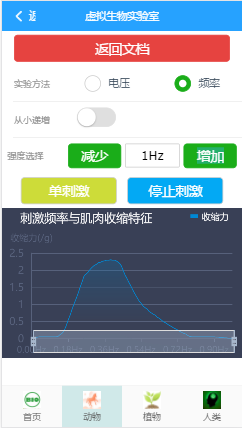 虚拟生物实验室
返回文档
实验方法 电压 频率
从小递增
强度选择 减少 1Hz 增加
单刺激 停止刺激
刺激频率与肌肉收缩特征 收缩力
收缩力(/g)
2.5
2
1.5
1
0.5
0
首页 动物 植物 人类